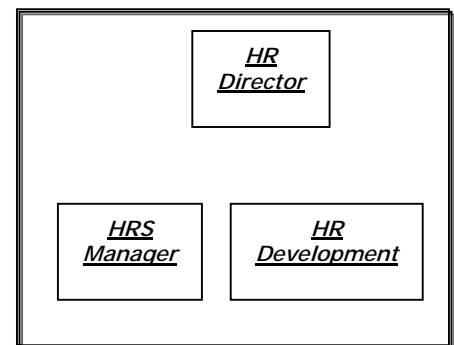 HR
Director
HRS
Manager
HR
Development